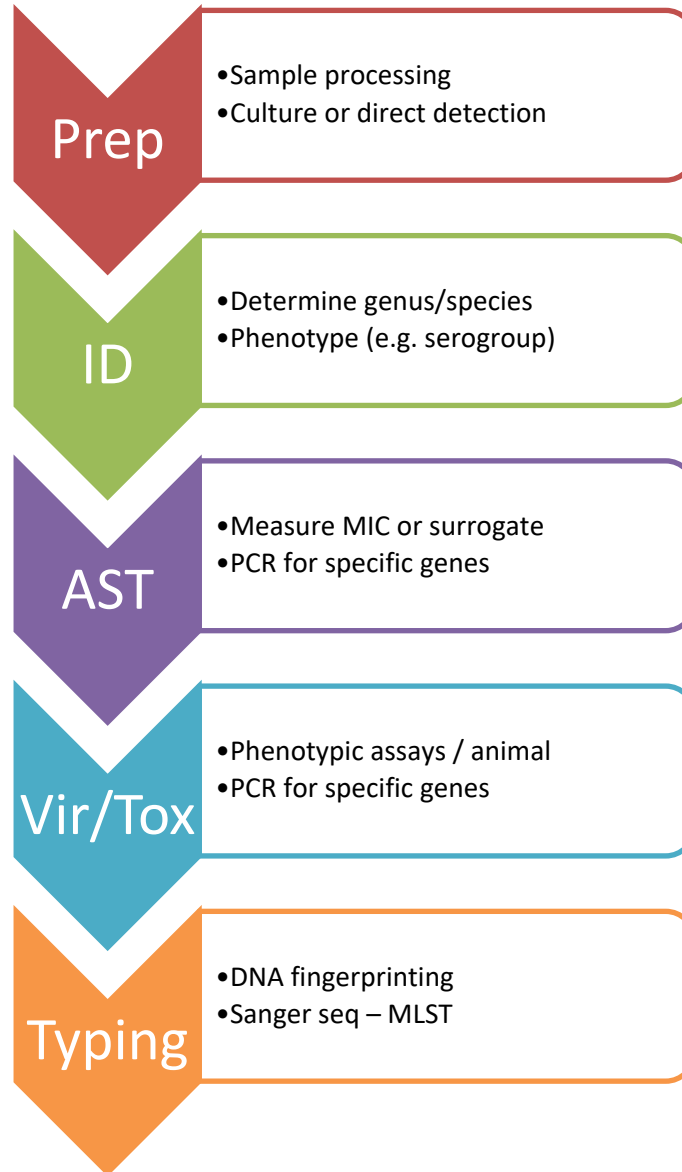 Prep
•Sample processing
•Culture or direct detection
ID
•Determine genus/species
•Phenotype (e.g. serogroup)
AST
•Measure MIC or surrogate
•PCR for specific genes
Vir/Tox
•Phenotypic assays / animal
•PCR for specific genes
Typing
•DNA fingerprinting
•Sanger seq – MLST